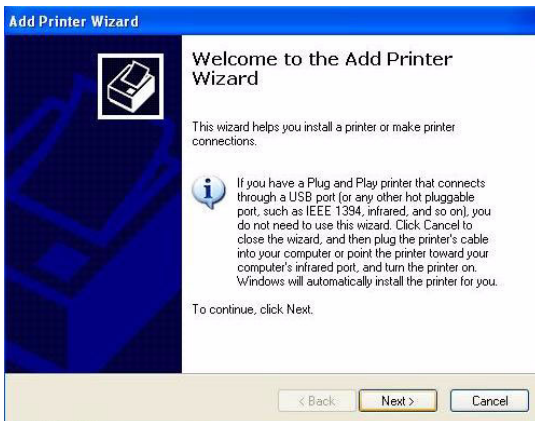 Add Printer Wizard
Welcome to the Add Printer
Wizard
This wizard helps you install a printer or make printer
connections.
If you have a Plug and Play printer that connects
through a USB port (or any other hot pluggable
port, such as IEEE 1394, infrared, and so on), you
do not need to use this wizard. Click Cancel to
close the wizard, and then plug the printer's cable
into your computer or point the printer toward your
computer's infrared port, and turn the printer on.
Windows will automatically install the printer for you.
To continue, click Next.
< Back Next > Cancel